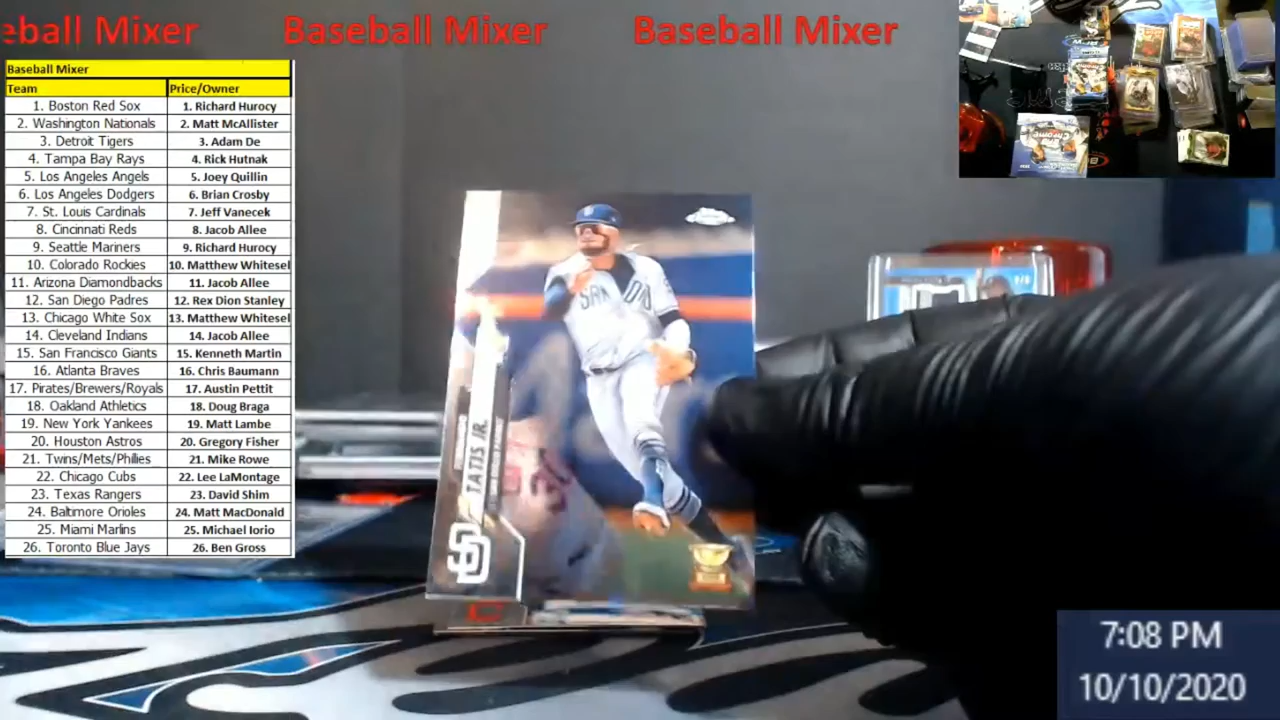 eball Mixer Baseball Mixer Baseball Mixer
Baseball Mixer
Team Price/Owner
1. Boston Red Sox 1. Richard Hurocy
2. Washington Nationals 2. Matt McAllister
3. Detroit Tigers 3. Adam De
4. Tampa Bay Rays 4. Rick Hutnak
5. Los Angeles Angels 5. Joey Quillin
6. Los Angeles Dodgers 6. Brian Crosby
7. St. Louis Cardinals 7. Jeff Vanecek
8. Cincinnati Reds 8. Jacob Allee
9. Seattle Mariners 9. Richard Hurocy
10. Colorado Rockies 10. Matthew Whitesel
11. Arizona Diamondbacks 11. Jacob Allee
12. San Diego Padres 12. Rex Dion Stanley
13. Chicago White Sox 13. Matthew Whitesel
14. Cleveland Indians 14. Jacob Allee
15. San Francisco Giants 15. Kenneth Martin
16. Atlanta Braves 16. Chris Baumann
17. Pirates/Brewers/Royals 17. Austin Pettit
18. Oakland Athletics 18. Doug Braga
19. New York Yankees 19. Matt Lambe
20. Houston Astros 20. Gregory Fisher
21. Twins/Mets/Phillies 21. Mike Rowe
22. Chicago Cubs 22. Lee LaMontage
23. Texas Rangers 23. David Shim
24. Baltimore Orioles 24. Matt MacDonald
25. Miami Marlins 25. Michael Iorio
26. Toronto Blue Jays 26. Ben Gross
TATIS JR.
SD
7:08 PM
10/10/2020